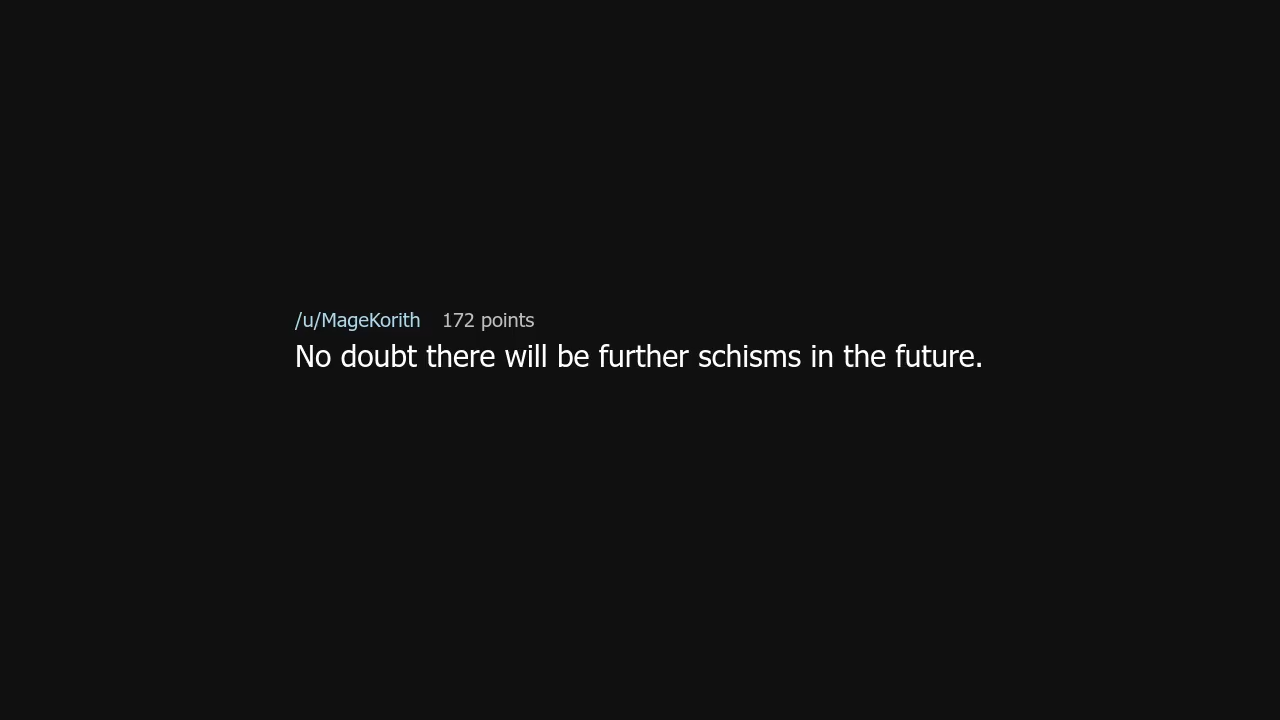 /u/MageKorith 172 points
No doubt there will be further schisms in the future.